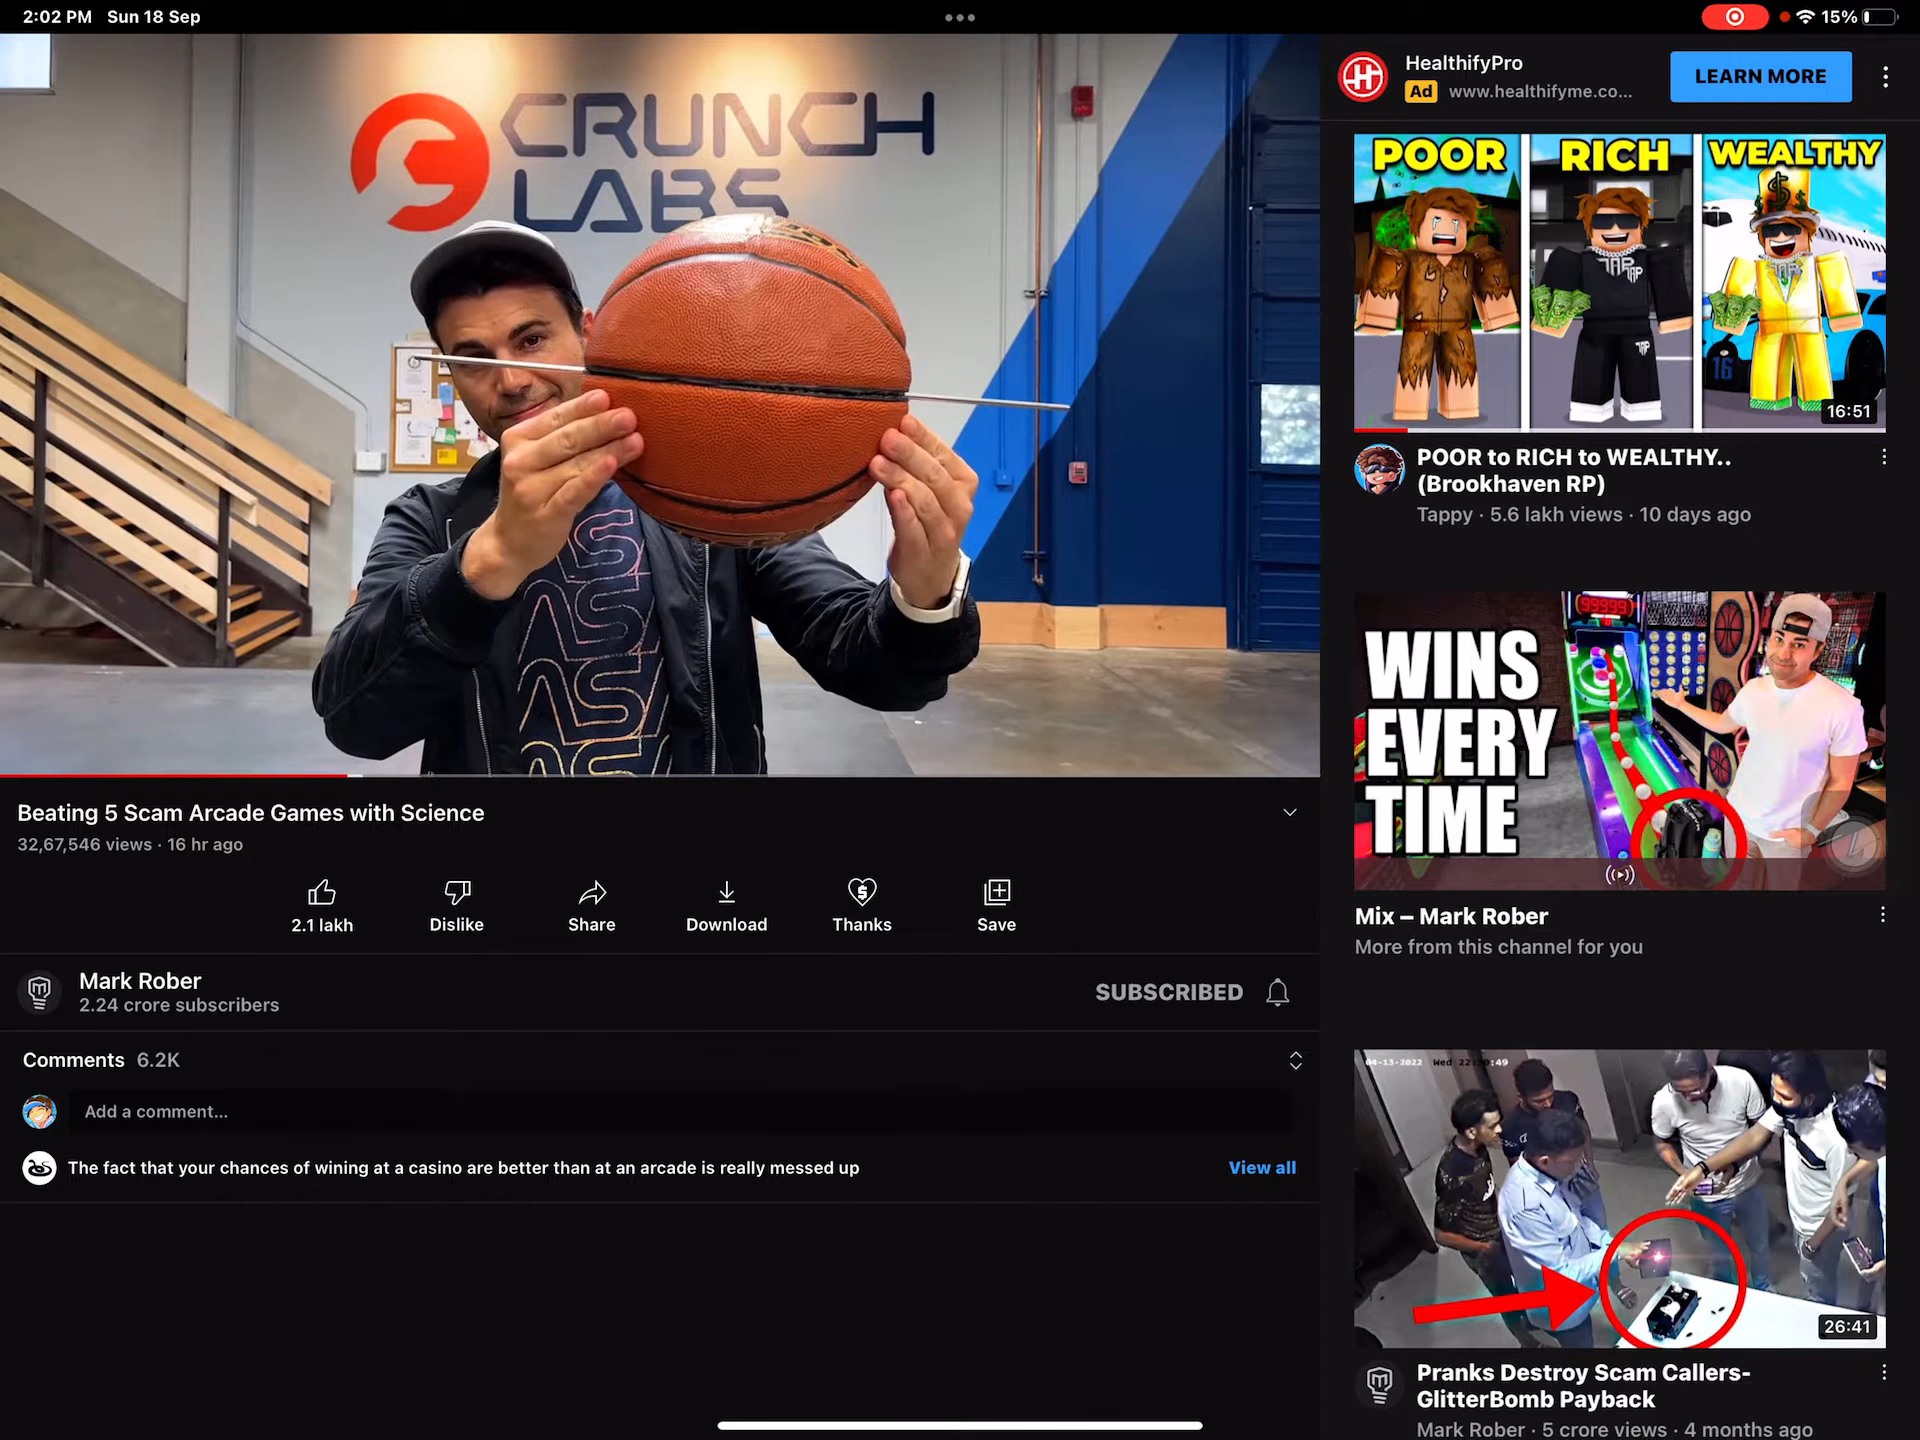 2:02 PM Sun 18 Sep
15%
CRUNCH
LABS
Beating 5 Scam Arcade Games with Science
32,67,546 views · 16 hr ago
2.1 lakh
Dislike
Share
Download
Thanks
Save
Mark Rober
2.24 crore subscribers
SUBSCRIBED
Comments 6.2K
Add a comment...
The fact that your chances of wining at a casino are better than at an arcade is really messed up
View all
HealthifyPro
Ad www.healthifyme.co...
LEARN MORE
POOR RICH WEALTHY
16
16:51
POOR to RICH to WEALTHY..
(Brookhaven RP)
Tappy · 5.6 lakh views · 10 days ago
99999
WINS
EVERY
TIME
Mix – Mark Rober
More from this channel for you
04-13-2022 Wed
26:41
Pranks Destroy Scam Callers-
GlitterBomb Payback
Mark Rober · 5 crore views · 4 months ago